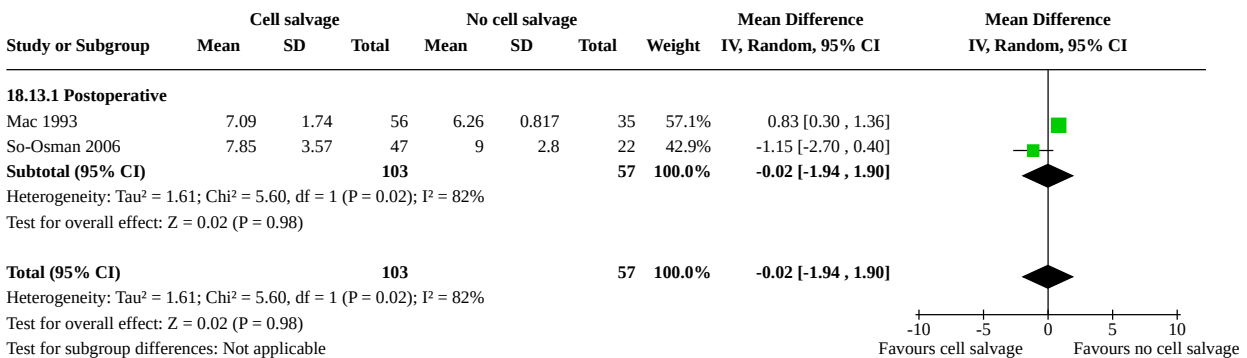 Cell salvage No cell salvage Mean Difference Mean Difference
Study or Subgroup Mean SD Total Mean SD Total Weight IV, Random, 95% CI IV, Random, 95% CI
18.13.1 Postoperative
Mac 1993 7.09 1.74 56 6.26 0.817 35 57.1% 0.83 [0.30 , 1.36]
So-Osman 2006 7.85 3.57 47 9 2.8 22 42.9% -1.15 [-2.70 , 0.40]
Subtotal (95% CI) 103 57 100.0% -0.02 [-1.94 , 1.90]
Heterogeneity: Tau² = 1.61; Chi² = 5.60, df = 1 (P = 0.02); I² = 82%
Test for overall effect: Z = 0.02 (P = 0.98)
Total (95% CI) 103 57 100.0% -0.02 [-1.94 , 1.90]
Heterogeneity: Tau² = 1.61; Chi² = 5.60, df = 1 (P = 0.02); I² = 82%
Test for overall effect: Z = 0.02 (P = 0.98)
-10 -5 0 5 10
Test for subgroup differences: Not applicable
Favours cell salvage Favours no cell salvage